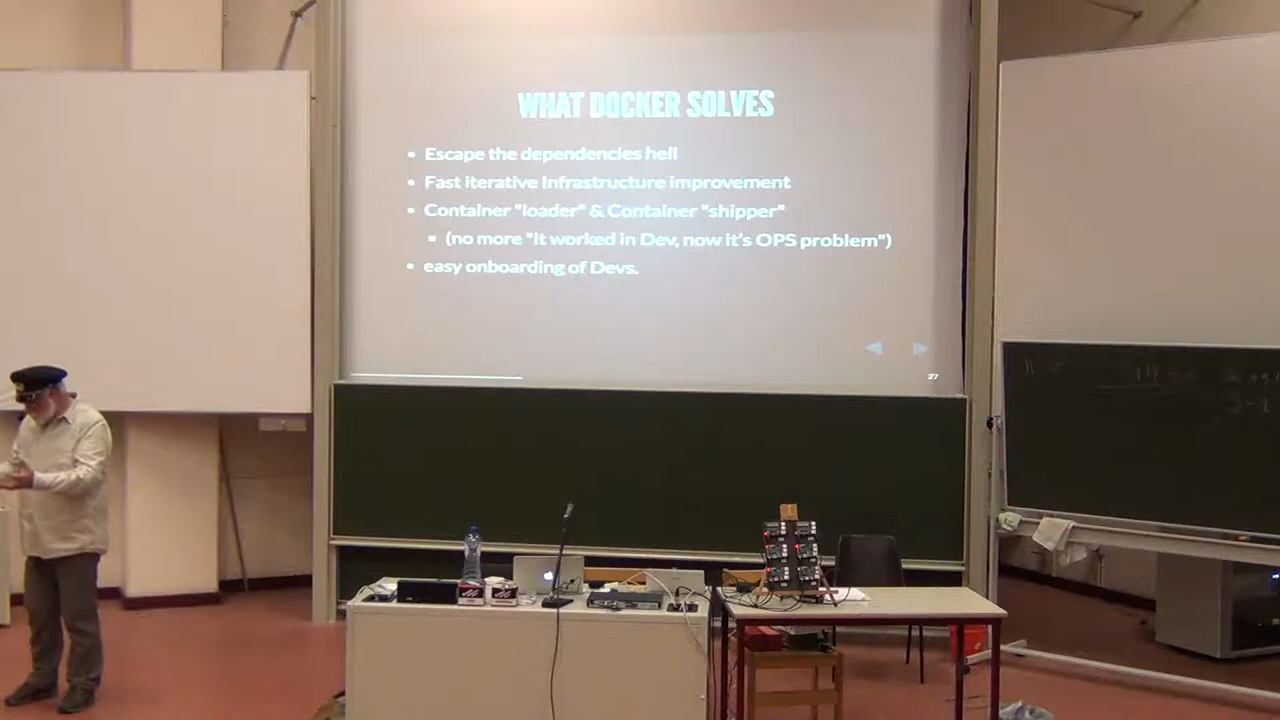 WHAT DOCKER SOLVES
• Escape the dependencies hell
• Fast iterative Infrastructure improvement
• Container "loader" & Container "shipper"
▪ (no more "it worked in Dev, now it's OPS problem")
• easy onboarding of Devs.
27